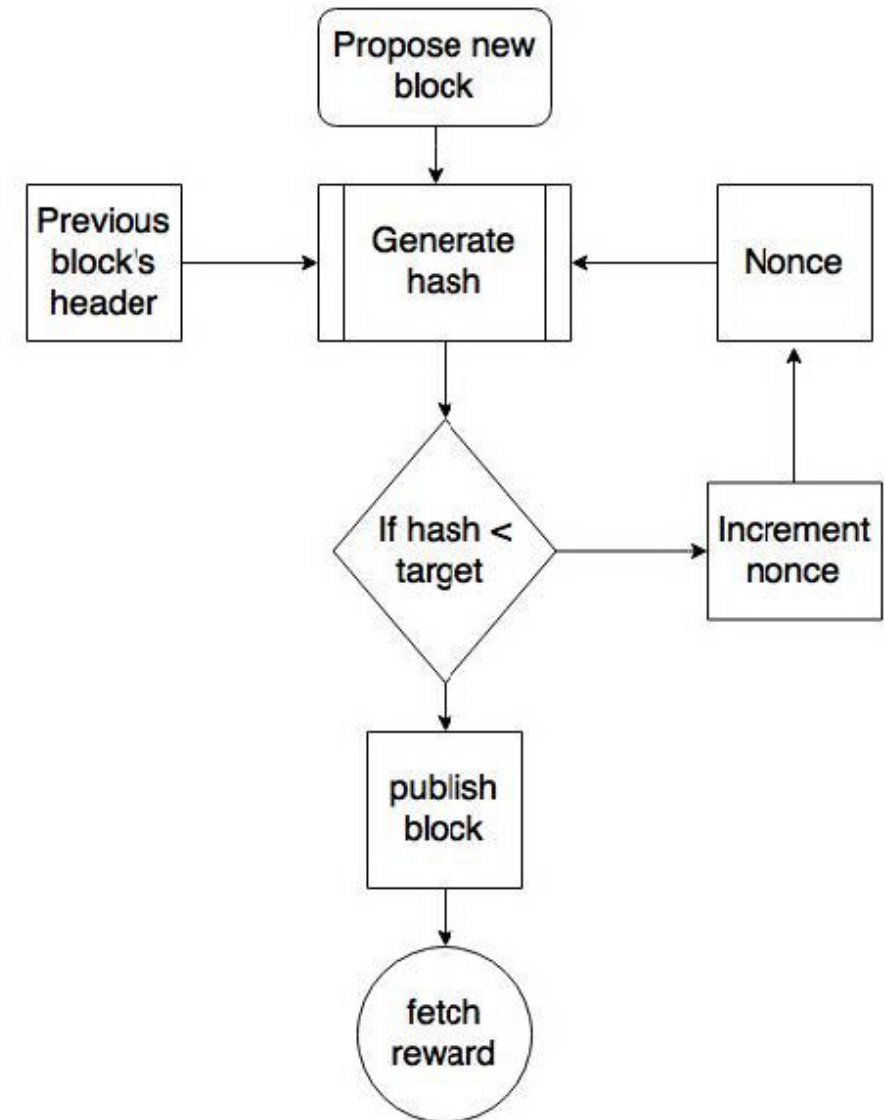 Propose new
block
Previous
block's
header
Generate
hash
Nonce
If hash <
target
Increment
nonce
publish
block
fetch
reward